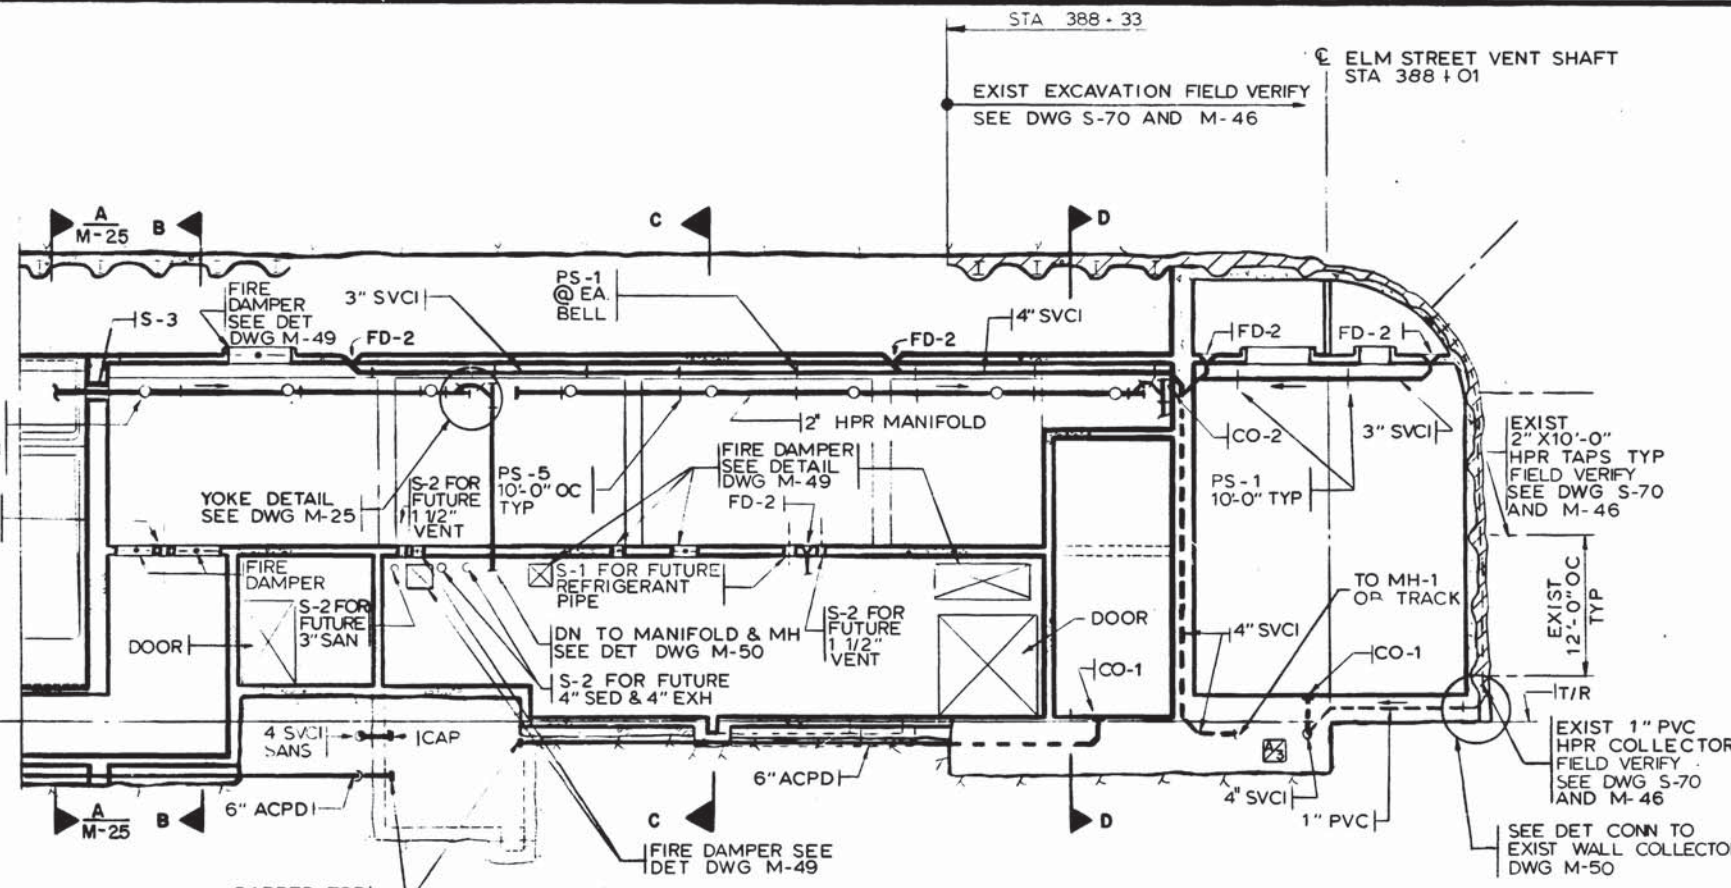 STA 388+33
℄ ELM STREET VENT SHAFT
STA 388+01
EXIST EXCAVATION FIELD VERIFY
SEE DWG S-70 AND M-46
A
M-25
B
C
D
FIRE
DAMPER
SEE DET
DWG M-49
S-3
3" SVCI
PS-1
@ EA.
BELL
4" SVCI
FD-2
FD-2
FD-2
FD-2
2" HPR MANIFOLD
CO-2
3" SVCI
EXIST
2" X10'-0"
HPR TAPS TYP
FIELD VERIFY
SEE DWG S-70
AND M-46
YOKE DETAIL
SEE DWG M-25
S-2 FOR
FUTURE
1 1/2"
VENT
PS-5
10'-0" OC
TYP
FIRE DAMPER
SEE DETAIL
DWG M-49
FD-2
PS-1
10'-0" TYP
FIRE
DAMPER
S-1 FOR FUTURE
REFRIGERANT
PIPE
TO MH-1
TRACK
EXIST
12'-0" OC
TYP
DOOR
S-2 FOR
FUTURE
3" SAN
DN TO MANIFOLD & MH
SEE DET DWG M-50
S-2 FOR
FUTURE
1 1/2"
VENT
DOOR
4" SVCI
CO-1
CO-1
S-2 FOR FUTURE
4" SED & 4" EXH
T/R
4 SVCI
SANS
CAP
6" ACPD
6" ACPD
A/3
4" SVCI
1" PVC
EXIST 1" PVC
HPR COLLECTOR
FIELD VERIFY
SEE DWG S-70
AND M-46
A
M-25
B
C
D
FIRE DAMPER SEE
DET DWG M-49
SEE DET CONN TO
EXIST WALL COLLECTO
DWG M-50